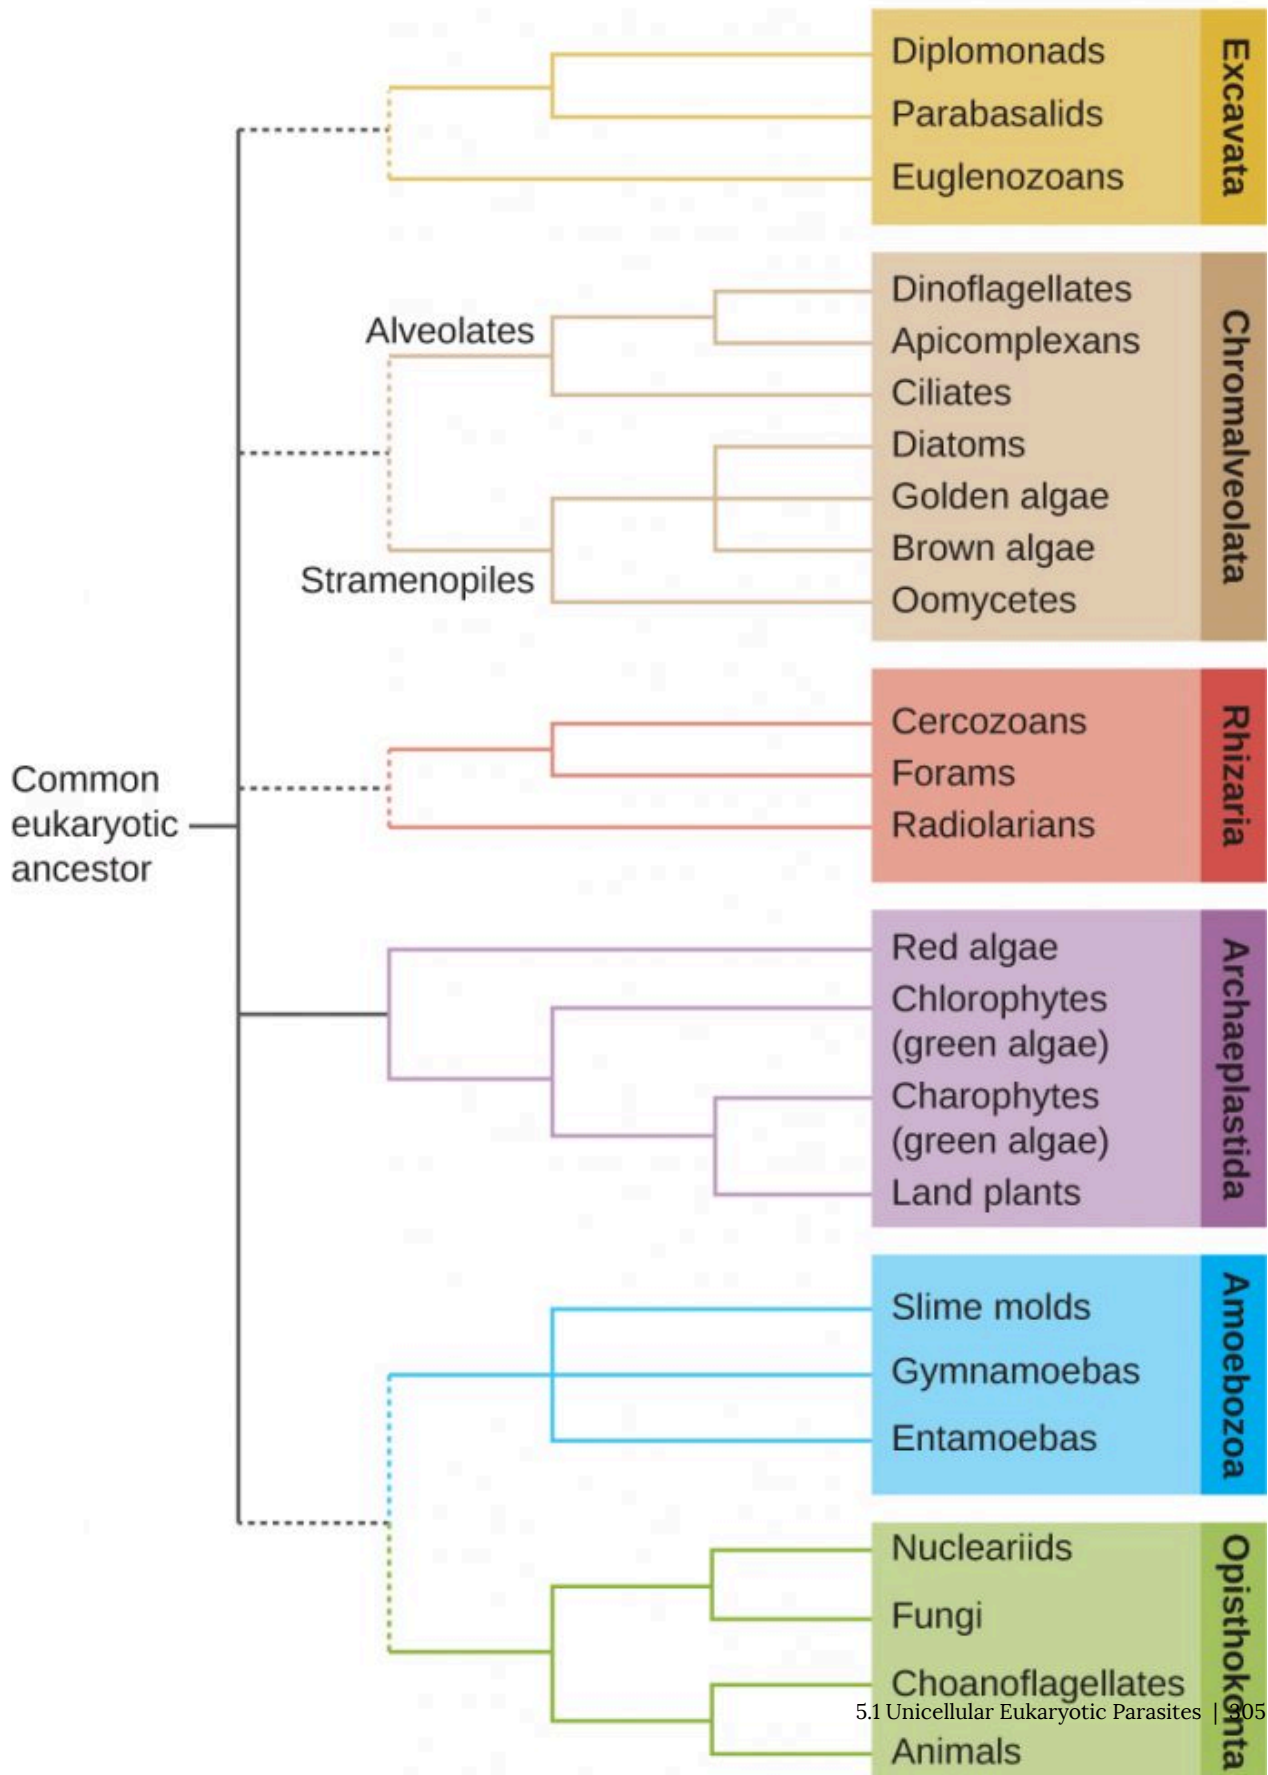 Diplomonads
Parabasalids
Euglenozoans
Excavata
Alveolates
Stramenopiles
Dinoflagellates
Apicomplexans
Ciliates
Diatoms
Golden algae
Brown algae
Oomycetes
Chromalveolata
Common
eukaryotic
ancestor
Cercozoans
Forams
Radiolarians
Rhizaria
Red algae
Chlorophytes
(green algae)
Charophytes
(green algae)
Land plants
Archaeplastida
Slime molds
Gymnamoebas
Entamoebas
Amoebozoa
Nucleariids
Fungi
Choanoflagellates
Animals
Opisthokonta
5.1 Unicellular Eukaryotic Parasites | 305